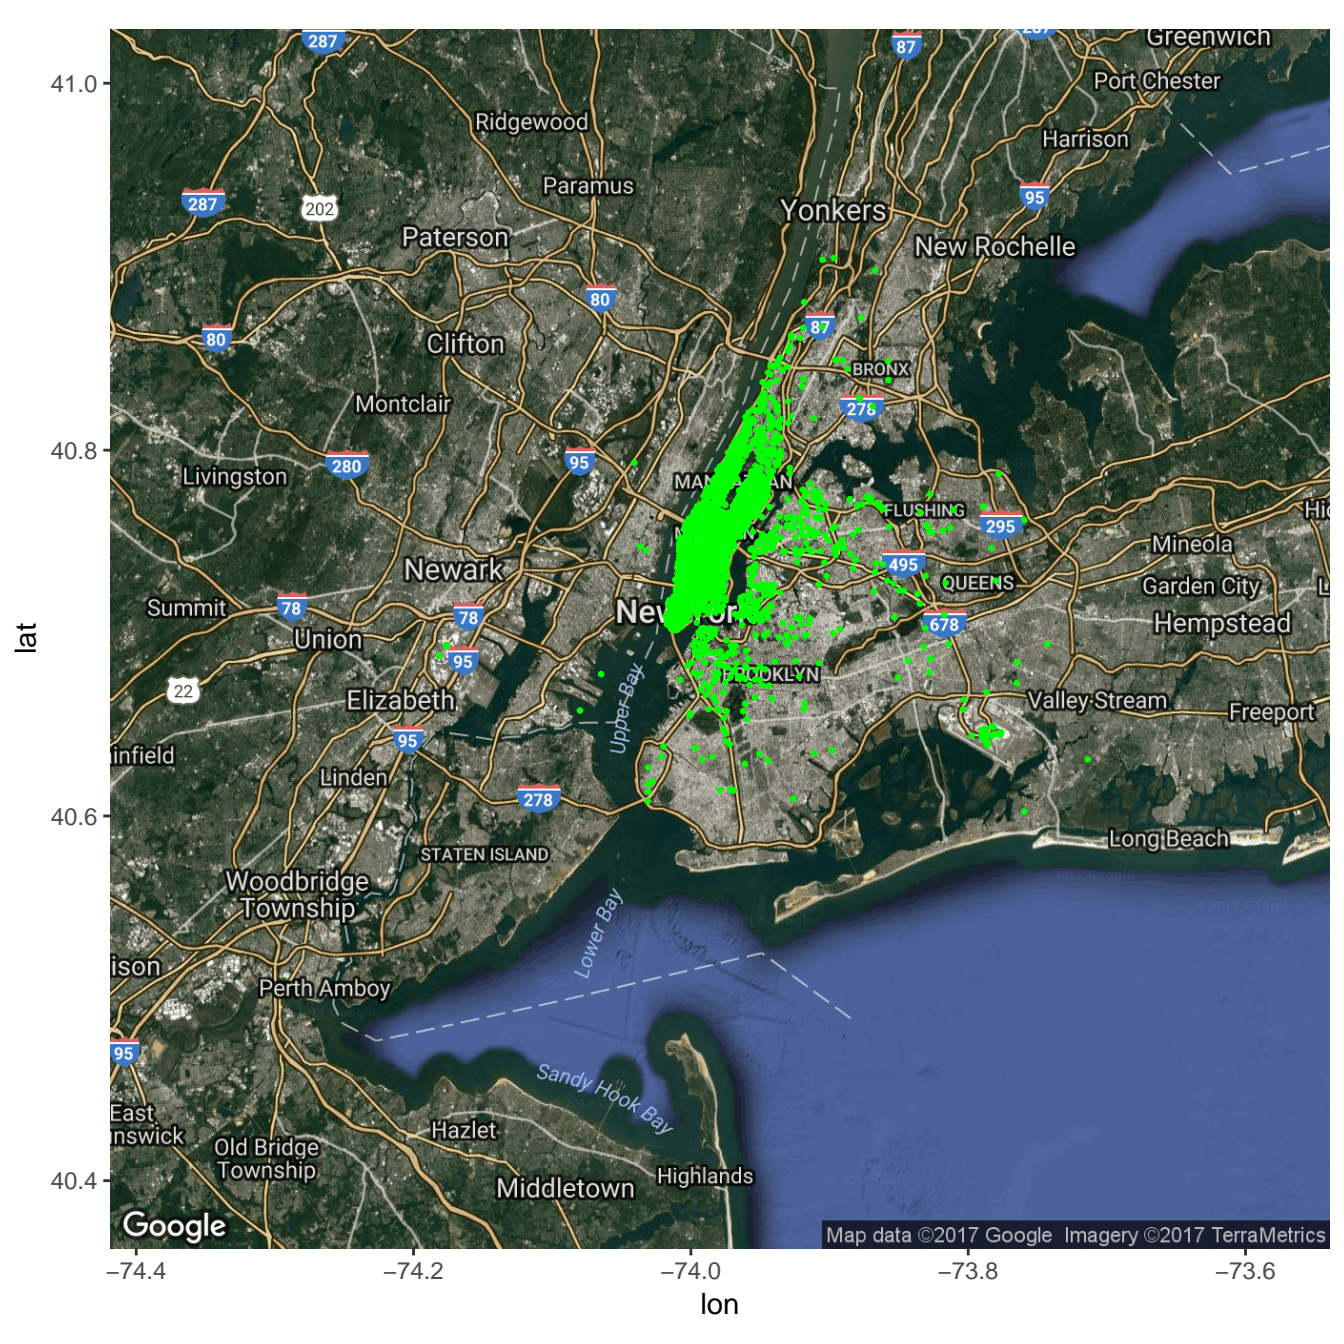 287
87
Greenwich
41.0
Port Chester
Ridgewood
Harrison
Paramus
287
202
95
Yonkers
Paterson
New Rochelle
80
87
80
Clifton
BRONX
Montclair
278
40.8
280
95
Livingston
FLUSHING
295
Mineola
Newark
495
QUEENS
Garden City
Summit
78
78
678
Hempstead
Union
lat
95
BROOKLYN
22
Elizabeth
Upper Bay
Valley Stream
Freeport
95
ainfield
Linden
278
40.6
Long Beach
STATEN ISLAND
Woodbridge
Township
Lower Bay
ison
Perth Amboy
95
Sandy Hook Bay
East
unswick
Hazlet
Old Bridge
Township
Highlands
40.4
Middletown
Google
Map data ©2017 Google Imagery ©2017 TerraMetrics
−74.4
−74.2
−74.0
−73.8
−73.6
lon